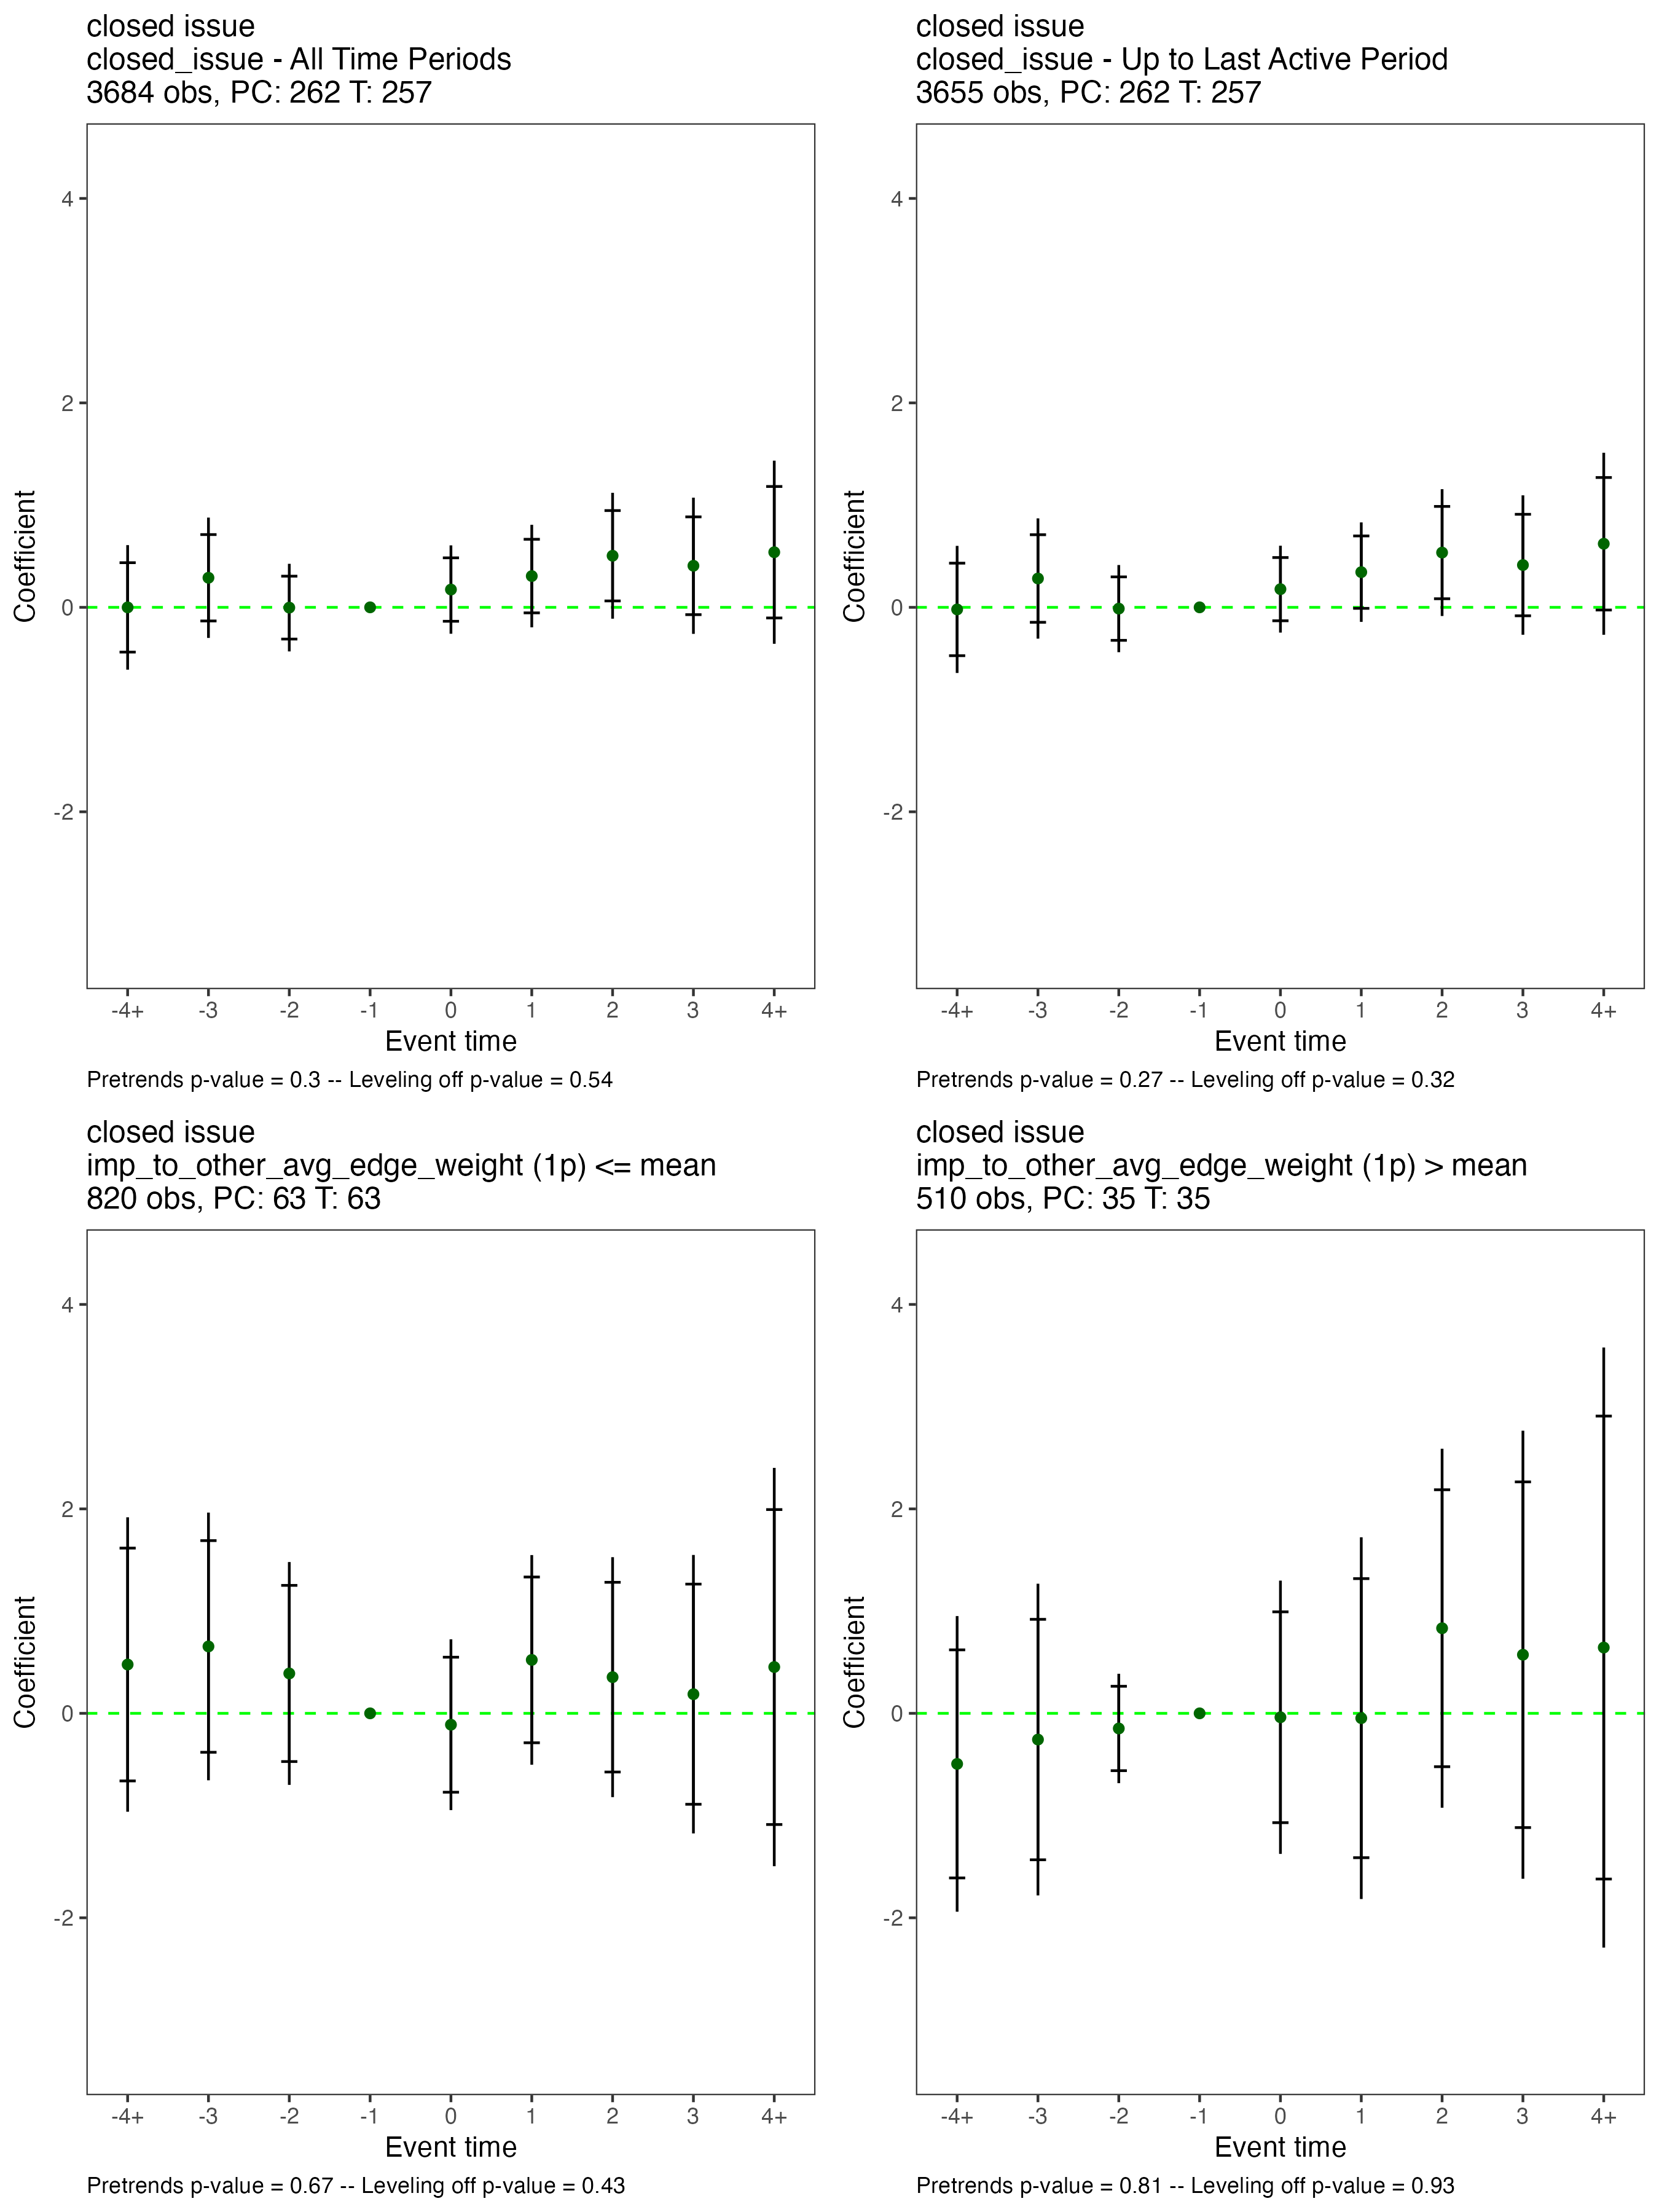 closed issue
closed_issue - All Time Periods
3684 obs, PC: 262 T: 257
4
2
0
-2
Coefficient
-4+ -3 -2 -1 0 1 2 3 4+
Event time
Pretrends p-value = 0.3 -- Leveling off p-value = 0.54
closed issue
closed_issue - Up to Last Active Period
3655 obs, PC: 262 T: 257
4
2
0
-2
Coefficient
-4+ -3 -2 -1 0 1 2 3 4+
Event time
Pretrends p-value = 0.27 -- Leveling off p-value = 0.32
closed issue
imp_to_other_avg_edge_weight (1p) <= mean
820 obs, PC: 63 T: 63
4
2
0
-2
Coefficient
-4+ -3 -2 -1 0 1 2 3 4+
Event time
Pretrends p-value = 0.67 -- Leveling off p-value = 0.43
closed issue
imp_to_other_avg_edge_weight (1p) > mean
510 obs, PC: 35 T: 35
4
2
0
-2
Coefficient
-4+ -3 -2 -1 0 1 2 3 4+
Event time
Pretrends p-value = 0.81 -- Leveling off p-value = 0.93